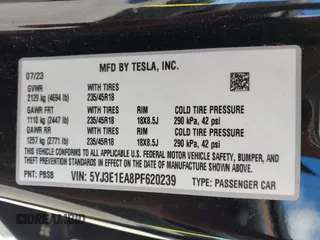 MFD BY TESLA, INC.
07/23
GVWR WITH TIRES
2129 kg (4694 lb) 235/45R18
GAWR FRT WITH TIRES RIM COLD TIRE PRESSURE
1110 kg (2447 lb) 235/45R18 18X8.5J 290 kPa, 42 psi
GAWR RR WITH TIRES RIM COLD TIRE PRESSURE
1257 kg (2771 lb) 235/45R18 18X8.5J 290 kPa, 42 psi
THIS VEHICLE CONFORMS TO ALL APPLICABLE U.S. FEDERAL MOTOR VEHICLE SAFETY, BUMPER, AND
THEFT PREVENTION STANDARDS IN EFFECT ON THE DATE OF MANUFACTURE SHOWN ABOVE.
PNT: PBSB VIN: 5YJ3E1EA8PF620239 TYPE: PASSENGER CAR